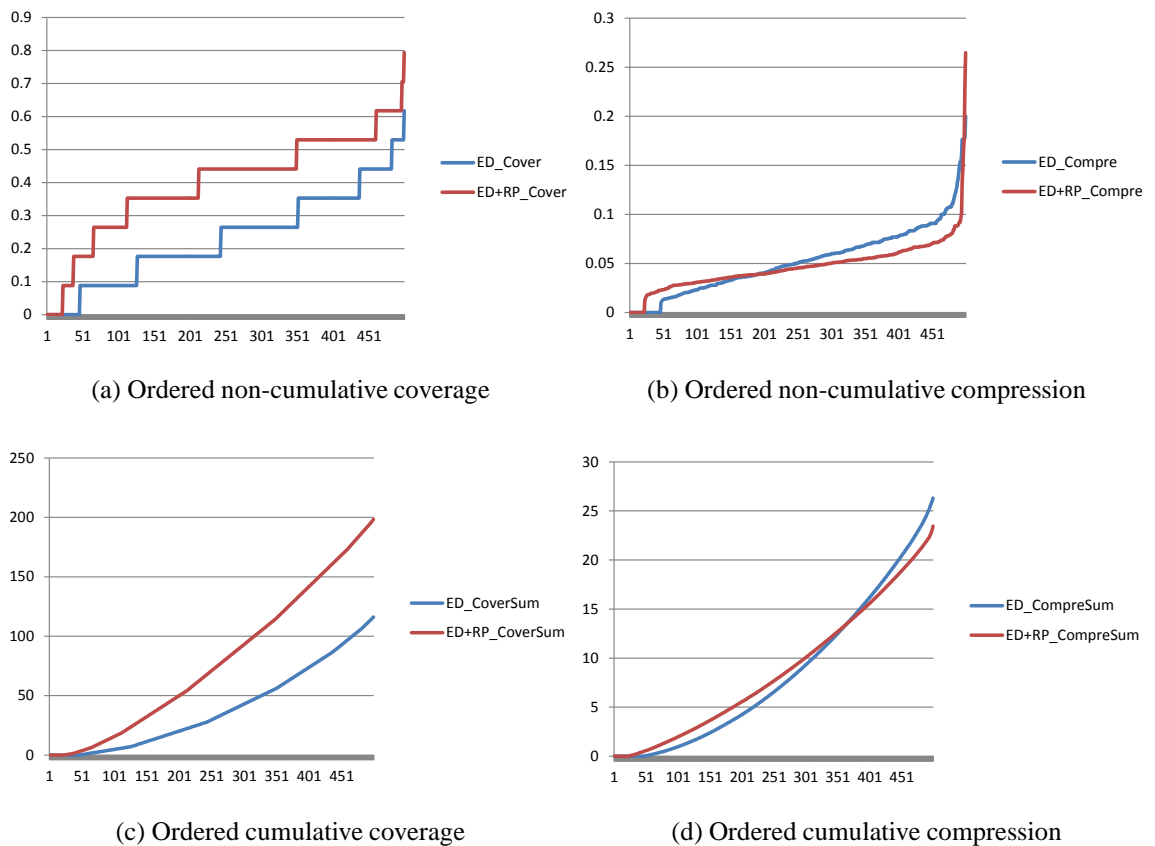 0.9
0.8
0.7
0.6
0.5
0.4
0.3
0.2
0.1
0
1 51 101 151 201 251 301 351 401 451
ED_Cover
ED+RP_Cover
(a) Ordered non-cumulative coverage
0.3
0.25
0.2
0.15
0.1
0.05
0
1 51 101 151 201 251 301 351 401 451
ED_Compre
ED+RP_Compre
(b) Ordered non-cumulative compression
250
200
150
100
50
0
1 51 101 151 201 251 301 351 401 451
ED_CoverSum
ED+RP_CoverSum
(c) Ordered cumulative coverage
30
25
20
15
10
5
0
1 51 101 151 201 251 301 351 401 451
ED_CompreSum
ED+RP_CompreSum
(d) Ordered cumulative compression